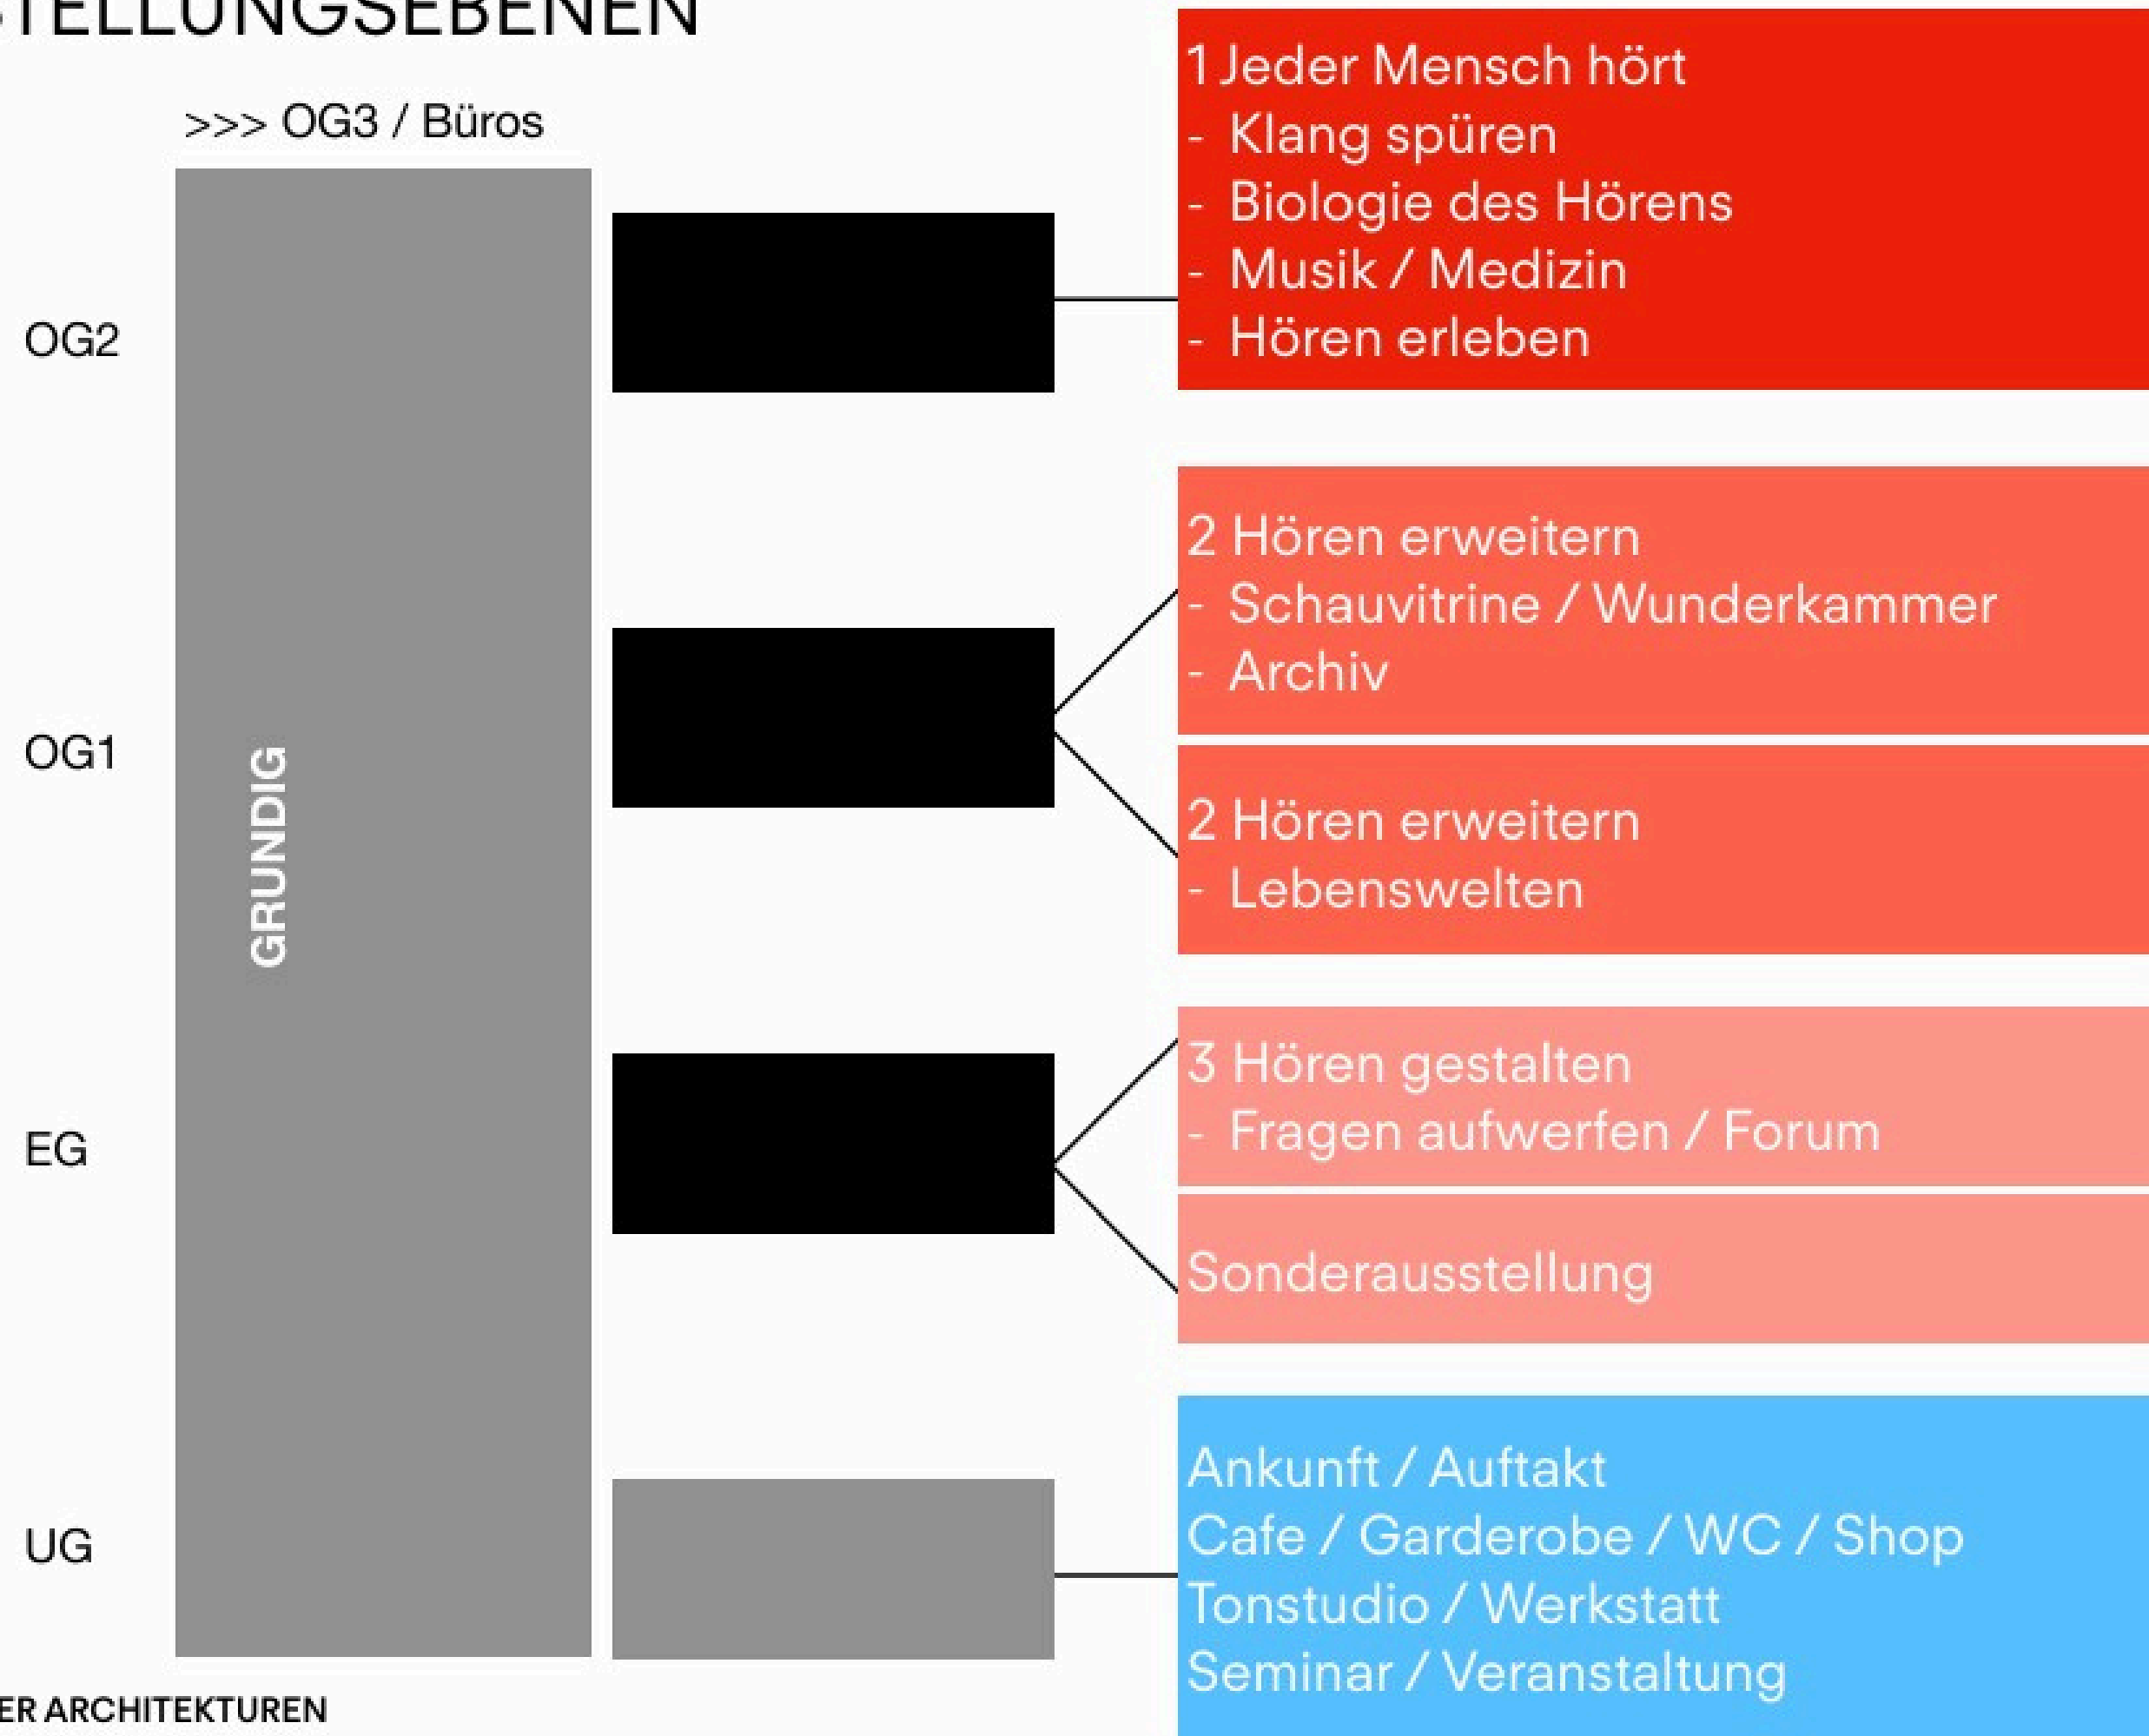 STELLUNGSEBENEN
>>> OG3 / Büros
OG2
OG1
EG
UG
GRUNDIG
1 Jeder Mensch hört
- Klang spüren
- Biologie des Hörens
- Musik / Medizin
- Hören erleben
2 Hören erweitern
- Schauvitrine / Wunderkammer
- Archiv
2 Hören erweitern
- Lebenswelten
3 Hören gestalten
- Fragen aufwerfen / Forum
Sonderausstellung
Ankunft / Auftakt
Cafe / Garderobe / WC / Shop
Tonstudio / Werkstatt
Seminar / Veranstaltung
ER ARCHITEKTUREN